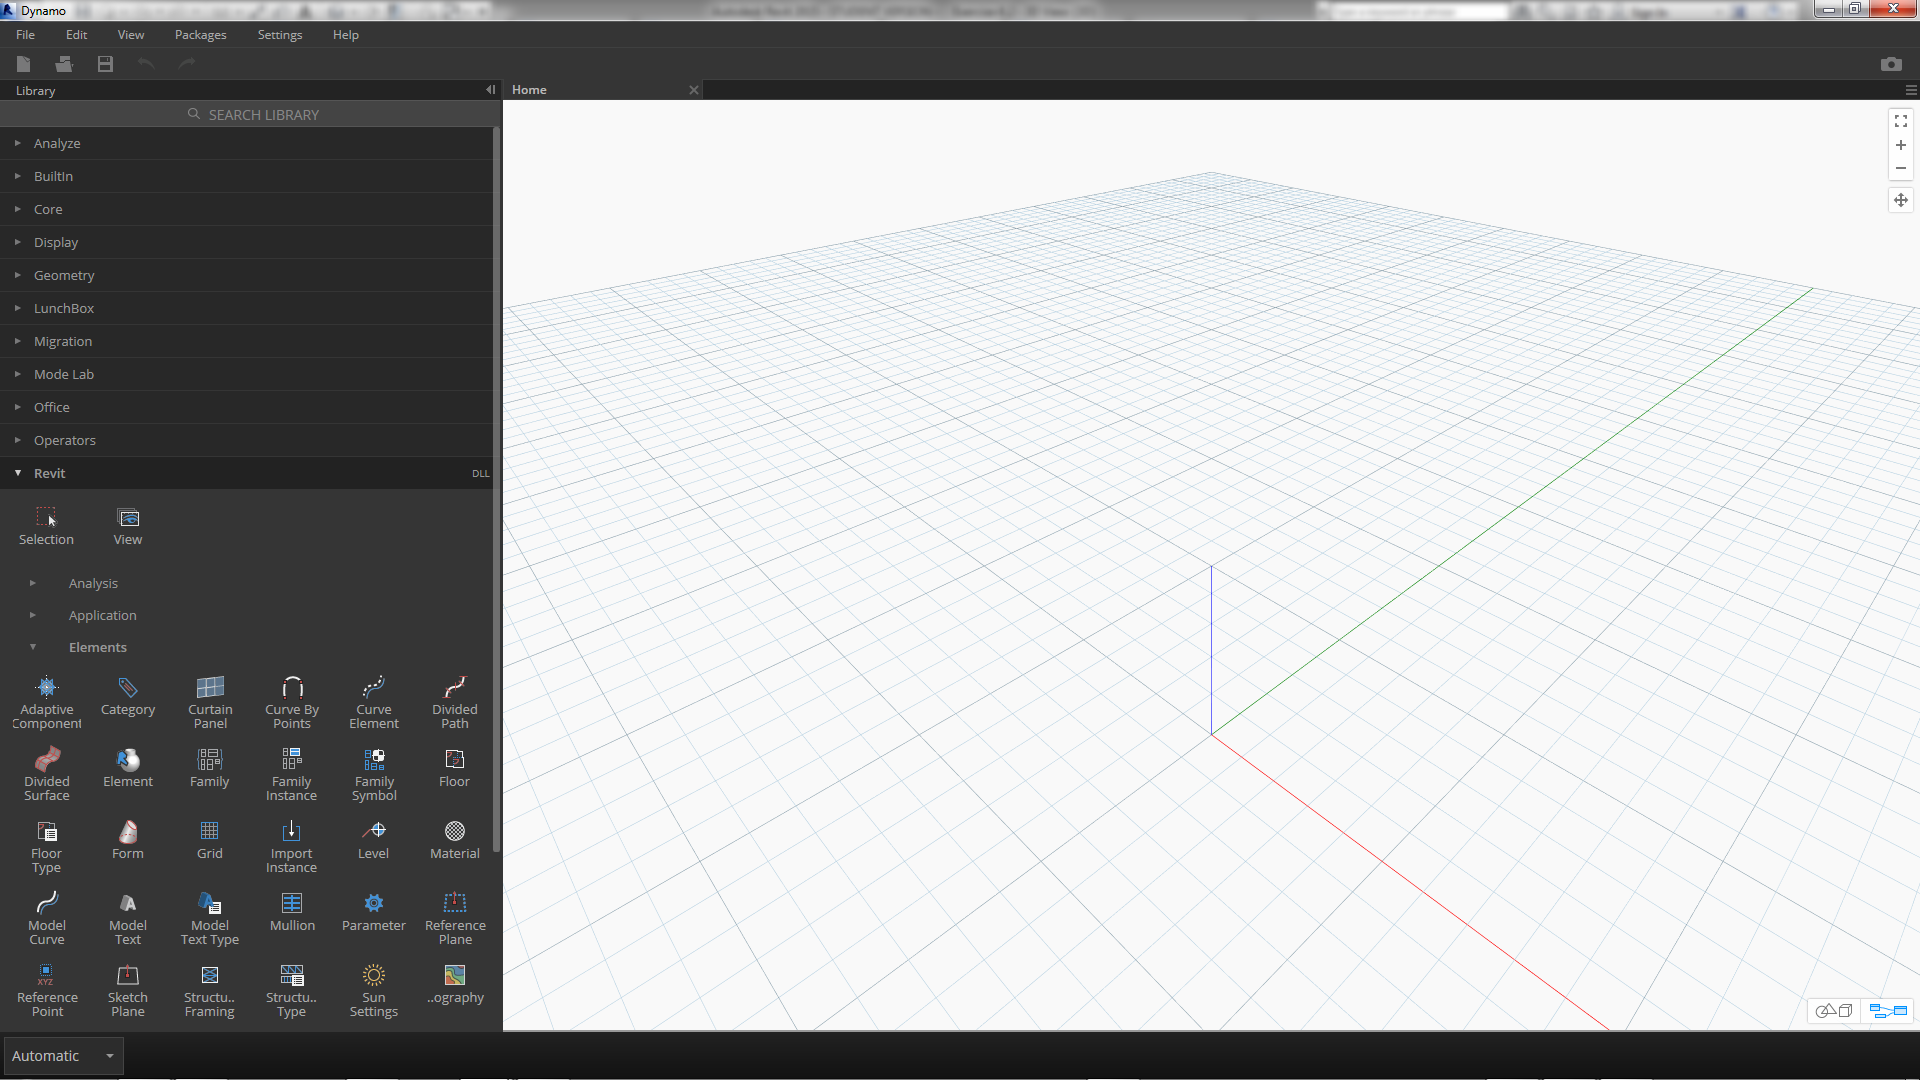 Dynamo
File Edit View Packages Settings Help
Library
Home
SEARCH LIBRARY
Analyze
BuiltIn
Core
Display
Geometry
LunchBox
Migration
Mode Lab
Office
Operators
Revit DLL
Selection View
Analysis
Application
Elements
Adaptive Category Curtain Curve By Curve Divided
Component Panel Points Element Path
Divided Element Family Family Family Floor
Surface Instance Symbol
Floor Form Grid Import Level Material
Type Instance
Model Model Model Mullion Parameter Reference
Curve Text Text Type Plane
XYZ
Reference Sketch Structu.. Structu.. Sun ..ography
Point Plane Framing Type Settings
Automatic